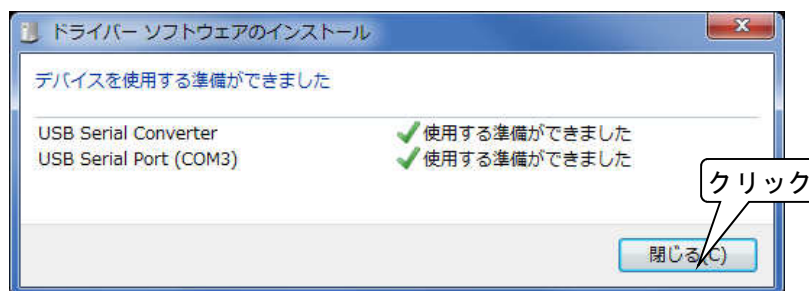 ドライバー ソフトウェアのインストール
デバイスを使用する準備ができました
USB Serial Converter 使用する準備ができました
USB Serial Port (COM3) 使用する準備ができました
クリック
閉じる(C)